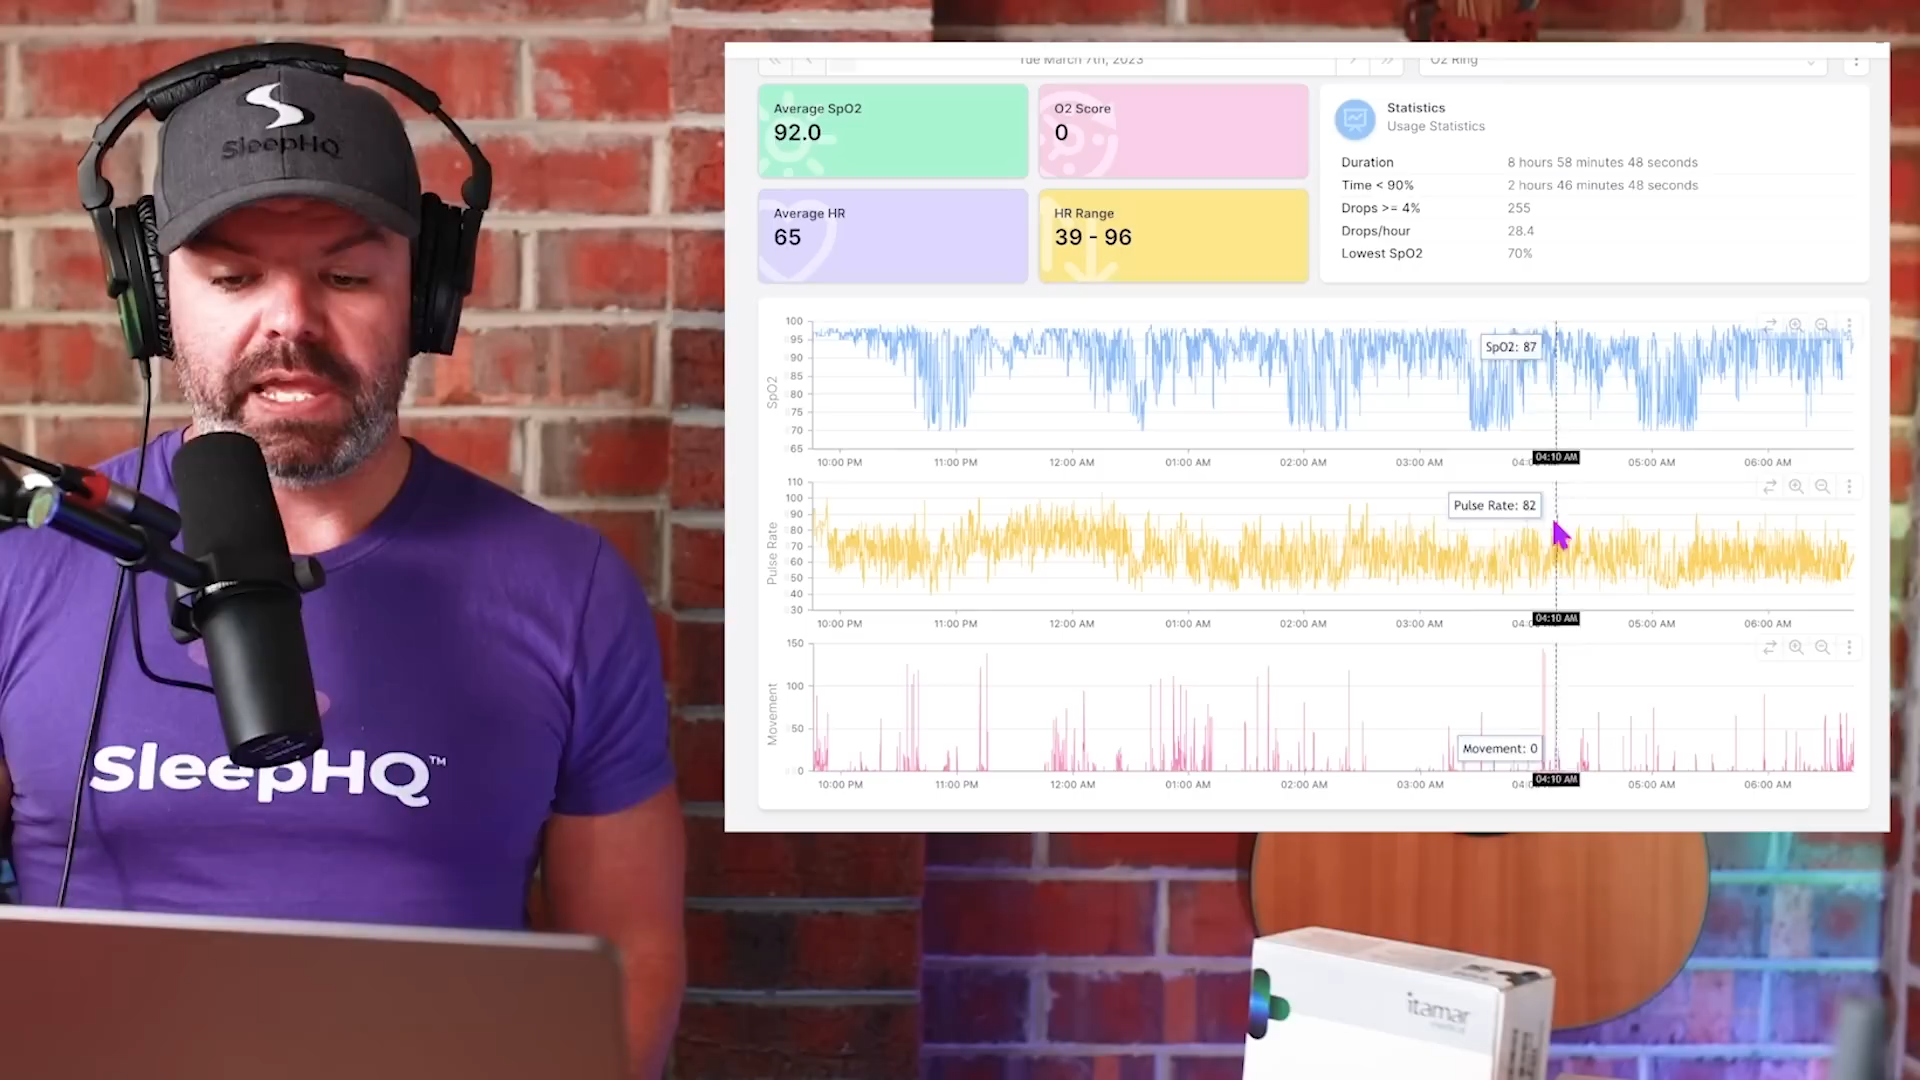 Tue March 7th, 2023
O2 Ring
Average SpO2
92.0
O2 Score
0
Statistics
Usage Statistics
Average HR
65
HR Range
39 - 96
Duration 8 hours 58 minutes 48 seconds
Time < 90% 2 hours 46 minutes 48 seconds
Drops >= 4% 255
Drops/hour 28.4
Lowest SpO2 70%
SpO2
100
95
90
85
80
75
70
65
SpO2: 87
10:00 PM 11:00 PM 12:00 AM 01:00 AM 02:00 AM 03:00 AM 04:10 AM 05:00 AM 06:00 AM
Pulse Rate
110
100
90
80
70
60
50
40
30
Pulse Rate: 82
10:00 PM 11:00 PM 12:00 AM 01:00 AM 02:00 AM 03:00 AM 04:10 AM 05:00 AM 06:00 AM
Movement
150
100
50
0
Movement: 0
10:00 PM 11:00 PM 12:00 AM 01:00 AM 02:00 AM 03:00 AM 04:10 AM 05:00 AM 06:00 AM
SleepHQ
SleepHQ™
itamar
medical